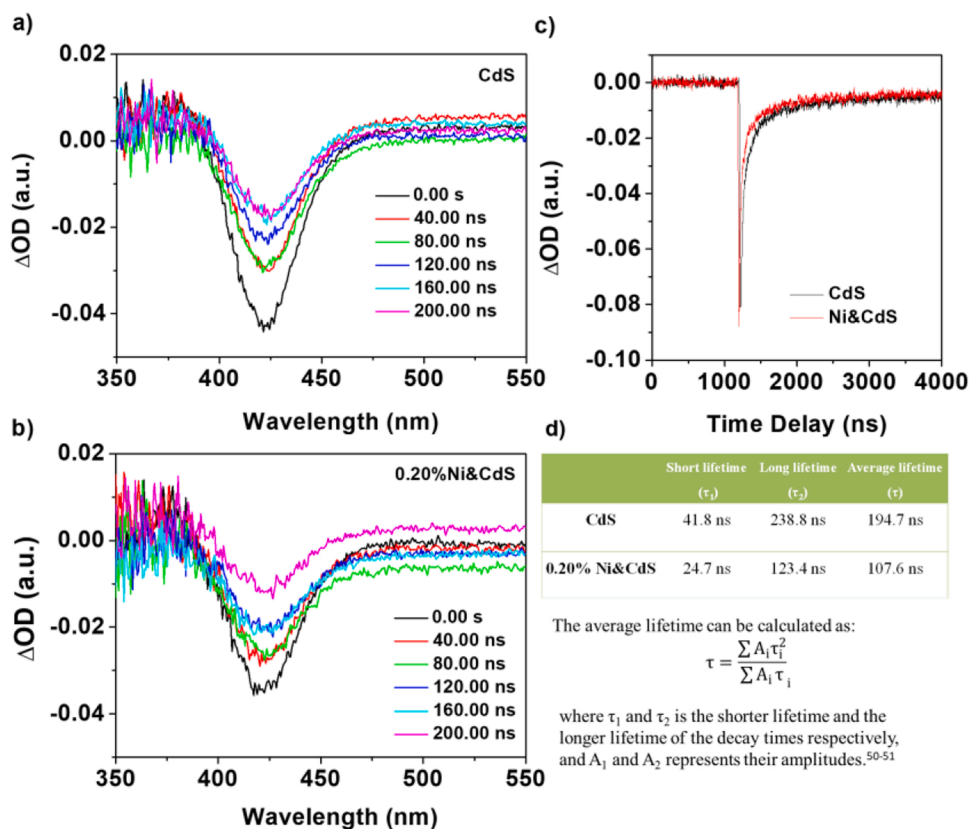 a)
CdS
0.02
0.00
-0.02
-0.04
ΔOD (a.u.)
0.00 s
40.00 ns
80.00 ns
120.00 ns
160.00 ns
200.00 ns
350 400 450 500 550
Wavelength (nm)
b)
0.20%Ni&CdS
0.02
0.00
-0.02
-0.04
ΔOD (a.u.)
0.00 s
40.00 ns
80.00 ns
120.00 ns
160.00 ns
200.00 ns
350 400 450 500 550
Wavelength (nm)
c)
0.00
-0.02
-0.04
-0.06
-0.08
-0.10
ΔOD (a.u.)
CdS
Ni&CdS
0 1000 2000 3000 4000
Time Delay (ns)
d)
Short lifetime Long lifetime Average lifetime
(τ₁) (τ₂) (τ)
CdS 41.8 ns 238.8 ns 194.7 ns
0.20% Ni&CdS 24.7 ns 123.4 ns 107.6 ns
The average lifetime can be calculated as:
τ = ∑ Aᵢτᵢ² / ∑ Aᵢ τ ᵢ
where τ₁ and τ₂ is the shorter lifetime and the
longer lifetime of the decay times respectively,
and A₁ and A₂ represents their amplitudes.⁵⁰⁻⁵¹